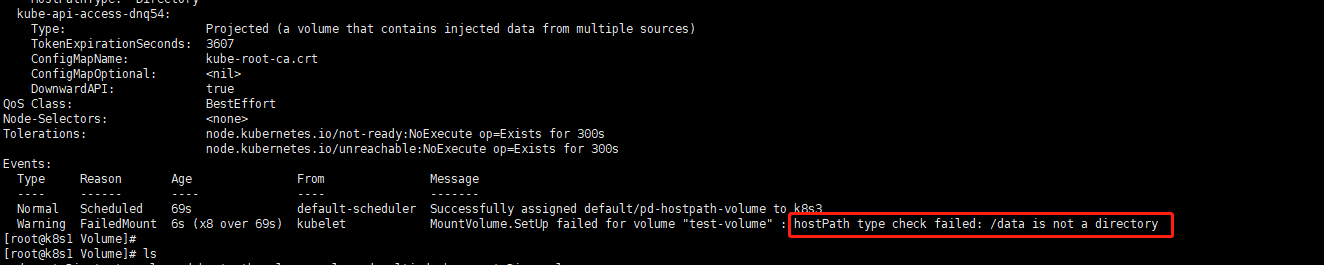 kube-api-access-dnq54:
Type: Projected (a volume that contains injected data from multiple sources)
TokenExpirationSeconds: 3607
ConfigMapName: kube-root-ca.crt
ConfigMapOptional: <nil>
DownwardAPI: true
QoS Class: BestEffort
Node-Selectors: <none>
Tolerations: node.kubernetes.io/not-ready:NoExecute op=Exists for 300s
node.kubernetes.io/unreachable:NoExecute op=Exists for 300s
Events:
Type Reason Age From Message
---- ------ ---- ---- -------
Normal Scheduled 69s default-scheduler Successfully assigned default/pd-hostpath-volume to k8s3
Warning FailedMount 6s (x8 over 69s) kubelet MountVolume.SetUp failed for volume "test-volume" : hostPath type check failed: /data is not a directory
[root@k8s1 Volume]#
[root@k8s1 Volume]# ls